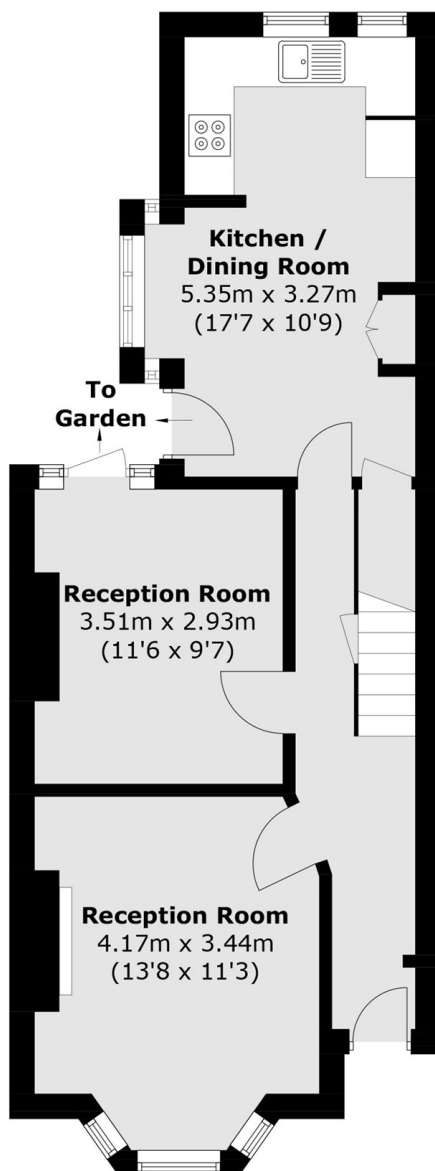 Kitchen /
Dining Room
5.35m x 3.27m
(17'7 x 10'9)
To
Garden
Reception Room
3.51m x 2.93m
(11'6 x 9'7)
Reception Room
4.17m x 3.44m
(13'8 x 11'3)